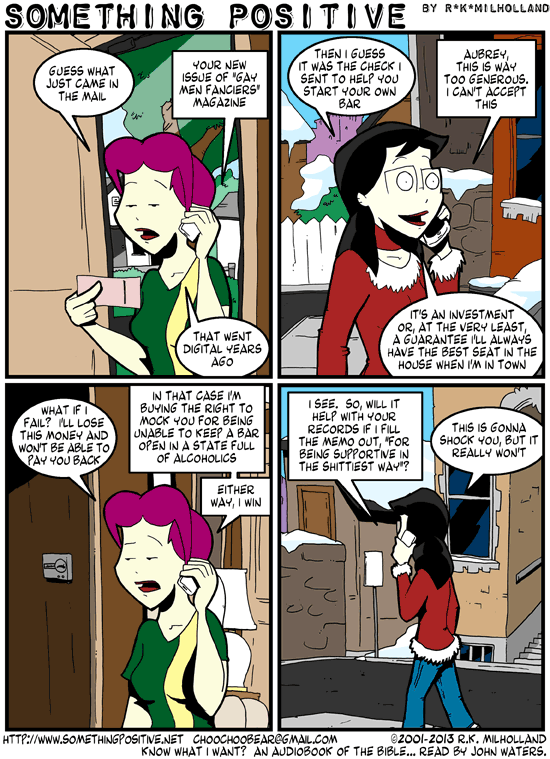 SOMETHING POSITIVE BY R*K*MILHOLLAND
GUESS WHAT
JUST CAME IN
THE MAIL
YOUR NEW
ISSUE OF "GAY
MEN FANCIERS"
MAGAZINE
THAT WENT
DIGITAL YEARS
AGO
THEN I GUESS
IT WAS THE CHECK I
SENT TO HELP YOU
START YOUR OWN
BAR
AUBREY,
THIS IS WAY
TOO GENEROUS.
I CAN'T ACCEPT
THIS
IT'S AN INVESTMENT
OR, AT THE VERY LEAST,
A GUARANTEE I'LL ALWAYS
HAVE THE BEST SEAT IN THE
HOUSE WHEN I'M IN TOWN
WHAT IF I
FAIL? I'LL LOSE
THIS MONEY AND
WON'T BE ABLE TO
PAY YOU BACK
IN THAT CASE I'M
BUYING THE RIGHT TO
MOCK YOU FOR BEING
UNABLE TO KEEP A BAR
OPEN IN A STATE FULL
OF ALCOHOLICS
EITHER
WAY, I WIN
I SEE. SO, WILL IT
HELP WITH YOUR
RECORDS IF I FILL
THE MEMO OUT, "FOR
BEING SUPPORTIVE IN
THE SHITTIEST WAY"?
THIS IS GONNA
SHOCK YOU, BUT IT
REALLY WON'T
HTTP://WWW.SOMETHINGPOSITIVE.NET CHOOCHOOBEAR@GMAIL.COM ©2001-2013 R.K. MILHOLLAND
KNOW WHAT I WANT? AN AUDIOBOOK OF THE BIBLE... READ BY JOHN WATERS.